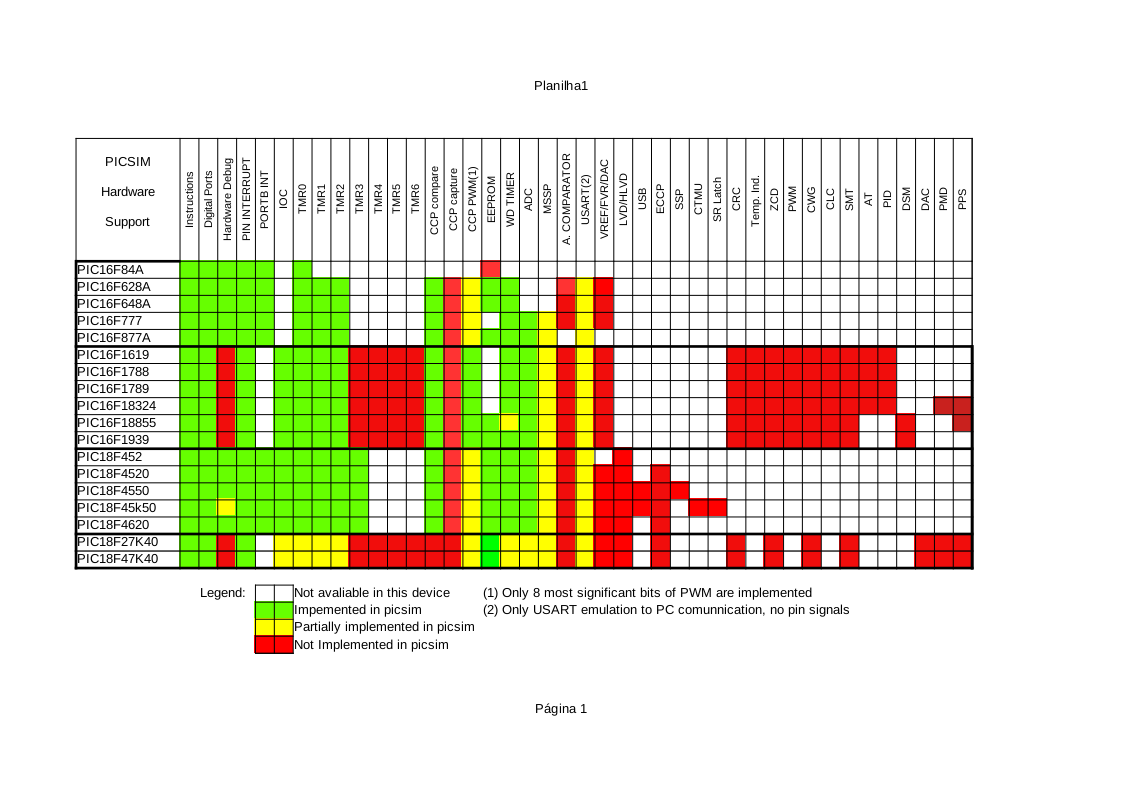 Planilha1
PICSIM
Hardware
Support
Instructions
Digital Ports
Hardware Debug
PIN INTERRUPT
PORTB INT
IOC
TMR0
TMR1
TMR2
TMR3
TMR4
TMR5
TMR6
CCP compare
CCP capture
CCP PWM(1)
EEPROM
WD TIMER
ADC
MSSP
A. COMPARATOR
USART(2)
VREF/FVR/DAC
LVD/HLVD
USB
ECCP
SSP
CTMU
SR Latch
CRC
Temp. Ind.
ZCD
PWM
CWG
CLC
SMT
AT
PID
DSM
DAC
PMD
PPS
PIC16F84A
PIC16F628A
PIC16F648A
PIC16F777
PIC16F877A
PIC16F1619
PIC16F1788
PIC16F1789
PIC16F18324
PIC16F18855
PIC16F1939
PIC18F452
PIC18F4520
PIC18F4550
PIC18F45k50
PIC18F4620
PIC18F27K40
PIC18F47K40
Legend:
Not avaliable in this device
(1) Only 8 most significant bits of PWM are implemented
Impemented in picsim
(2) Only USART emulation to PC comunnication, no pin signals
Partially implemented in picsim
Not Implemented in picsim
Página 1